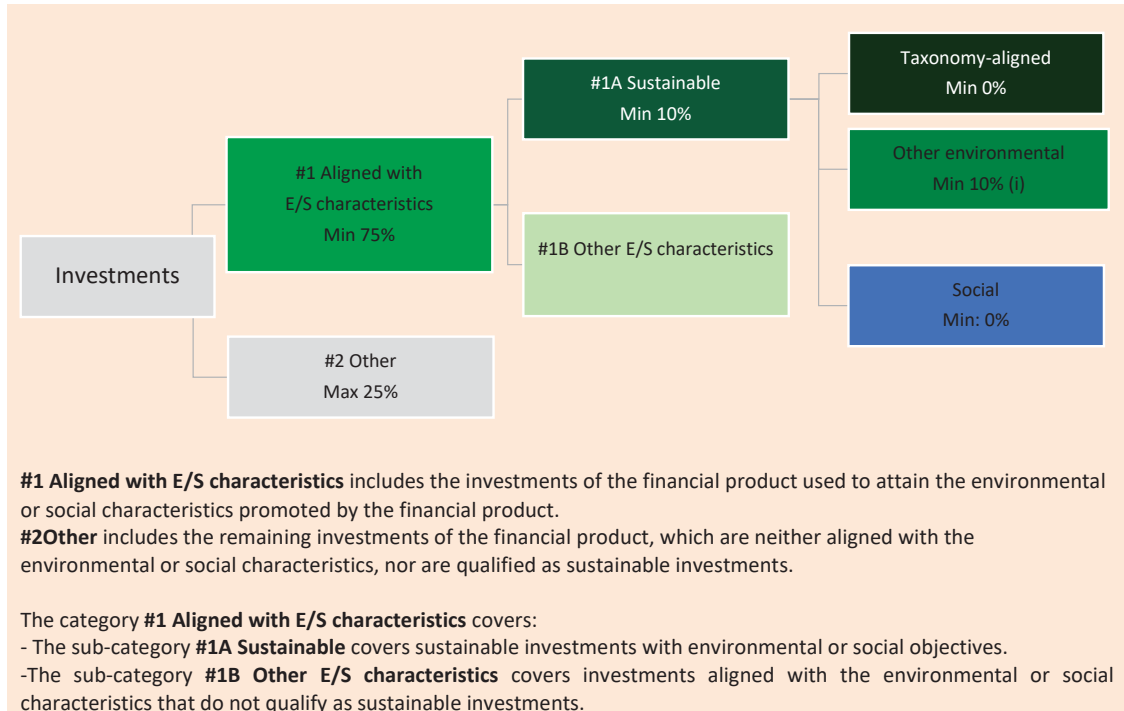 Investments
#1 Aligned with
E/S characteristics
Min 75%
#2 Other
Max 25%
#1A Sustainable
Min 10%
#1B Other E/S characteristics
Taxonomy-aligned
Min 0%
Other environmental
Min 10% (i)
Social
Min: 0%
#1 Aligned with E/S characteristics includes the investments of the financial product used to attain the environmental
or social characteristics promoted by the financial product.
#2Other includes the remaining investments of the financial product, which are neither aligned with the
environmental or social characteristics, nor are qualified as sustainable investments.
The category #1 Aligned with E/S characteristics covers:
- The sub-category #1A Sustainable covers sustainable investments with environmental or social objectives.
-The sub-category #1B Other E/S characteristics covers investments aligned with the environmental or social
characteristics that do not qualify as sustainable investments.